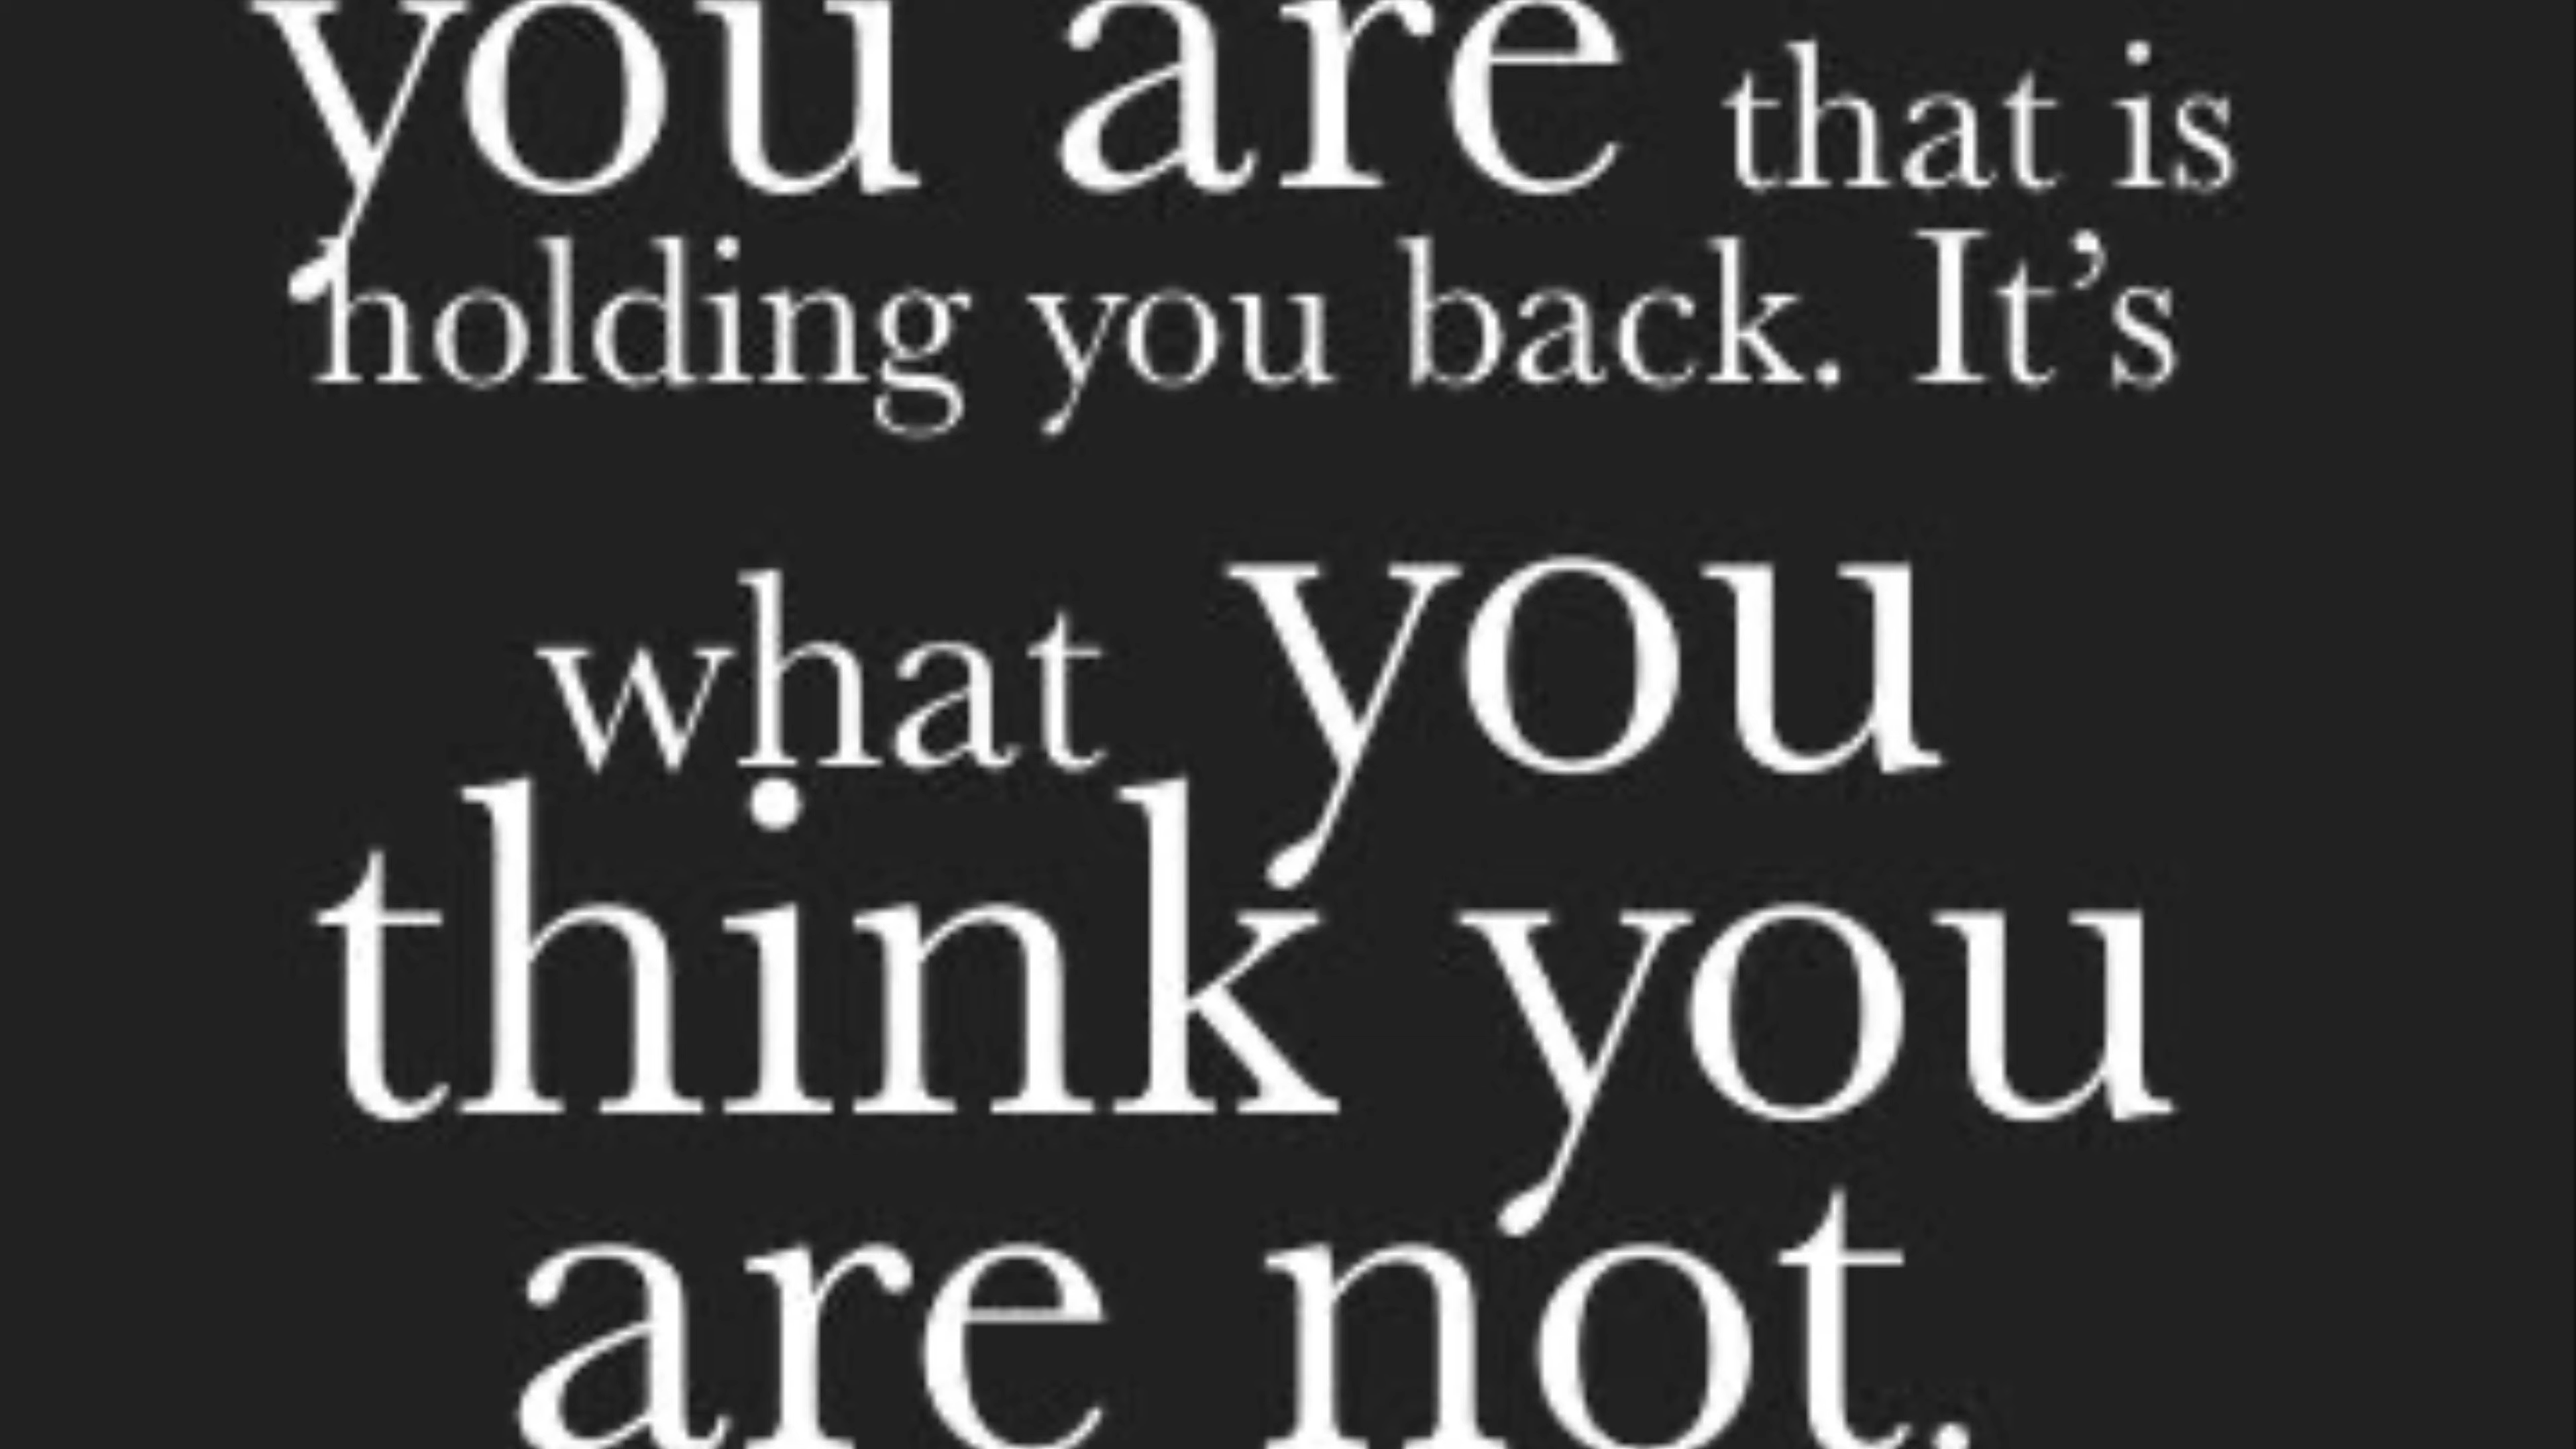 you are that is
holding you back. It’s
what you
think you
are not.